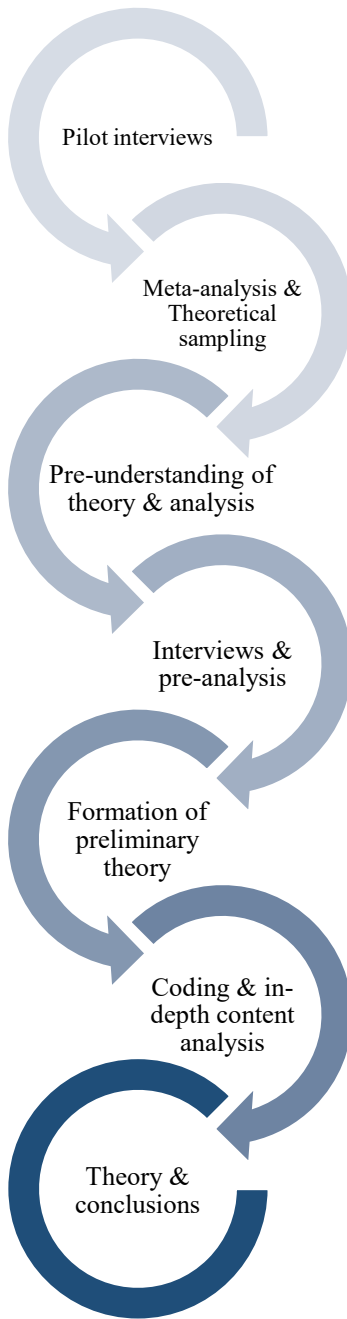 Pilot interviews
Meta-analysis &
Theoretical
sampling
Pre-understanding of
theory & analysis
Interviews &
pre-analysis
Formation of
preliminary
theory
Coding & in-
depth content
analysis
Theory &
conclusions